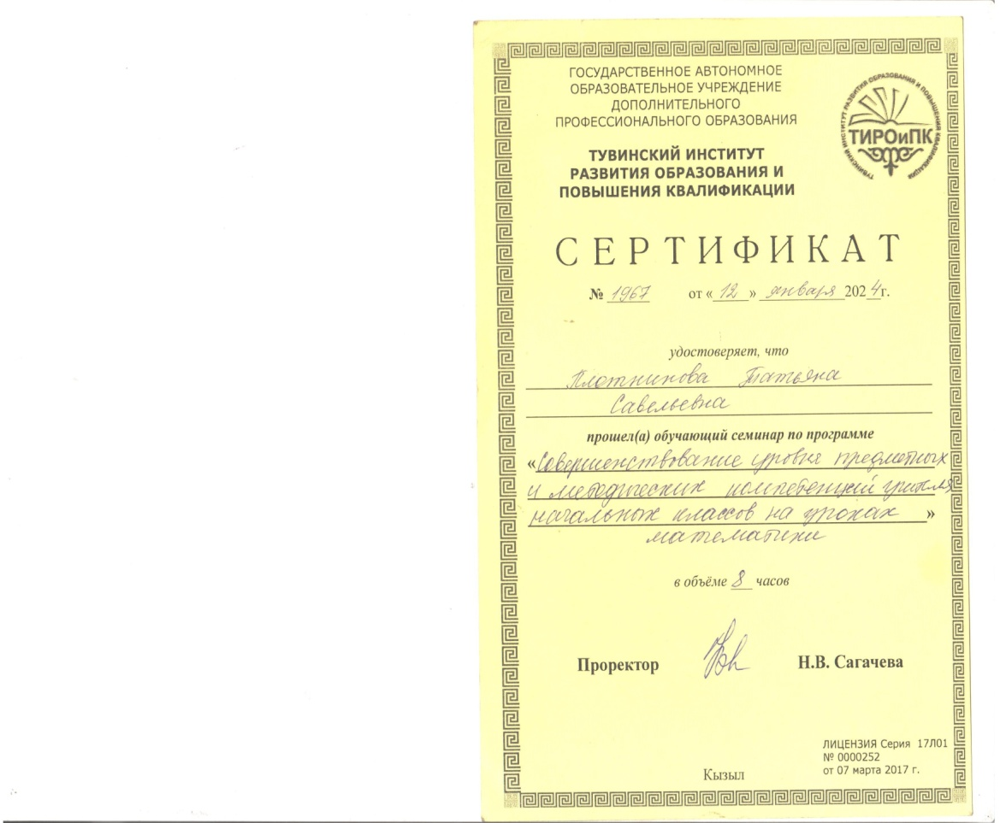 ГОСУДАРСТВЕННОЕ АВТОНОМНОЕ
ОБРАЗОВАТЕЛЬНОЕ УЧРЕЖДЕНИЕ
ДОПОЛНИТЕЛЬНОГО
ПРОФЕССИОНАЛЬНОГО ОБРАЗОВАНИЯ
ТУВИНСКИЙ ИНСТИТУТ
РАЗВИТИЯ ОБРАЗОВАНИЯ И
ПОВЫШЕНИЯ КВАЛИФИКАЦИИ
ТУВИНСКИЙ ИНСТИТУТ РАЗВИТИЯ ОБРАЗОВАНИЯ И ПОВЫШЕНИЯ КВАЛИФИКАЦИИ
ТИРОиПК
СЕРТИФИКАТ
№ 1967 от «12» января 2024г.
удостоверяет, что
Плотникова Татьяна
Савельевна
прошел(а) обучающий семинар по программе
«Совершенствование уровня предметных
и методических компетенций учителя
начальных классов на уроках »
математики
в объёме 8 часов
Проректор Н.В. Сагачева
ЛИЦЕНЗИЯ Серия 17Л01
№ 0000252
от 07 марта 2017 г.
Кызыл